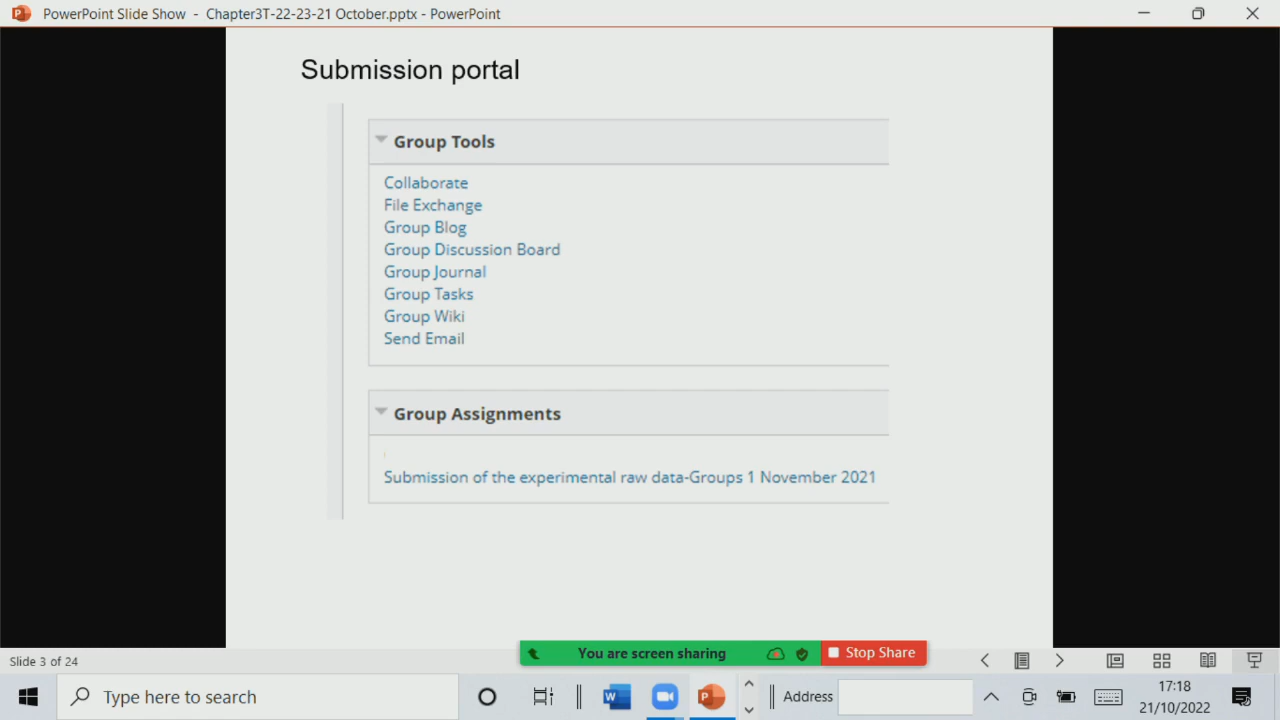 PowerPoint Slide Show - Chapter3T-22-23-21 October.pptx - PowerPoint
Submission portal
Group Tools
Collaborate
File Exchange
Group Blog
Group Discussion Board
Group Journal
Group Tasks
Group Wiki
Send Email
Group Assignments
Submission of the experimental raw data-Groups 1 November 2021
You are screen sharing
Stop Share
Slide 3 of 24
Type here to search
Address
17:18
21/10/2022